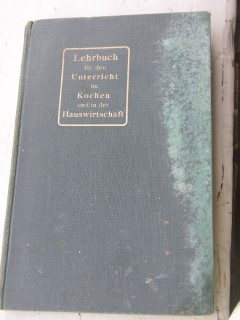 Lehrbuch
für den
Unterricht im
Kochen
und in der
Hauswirtschaft